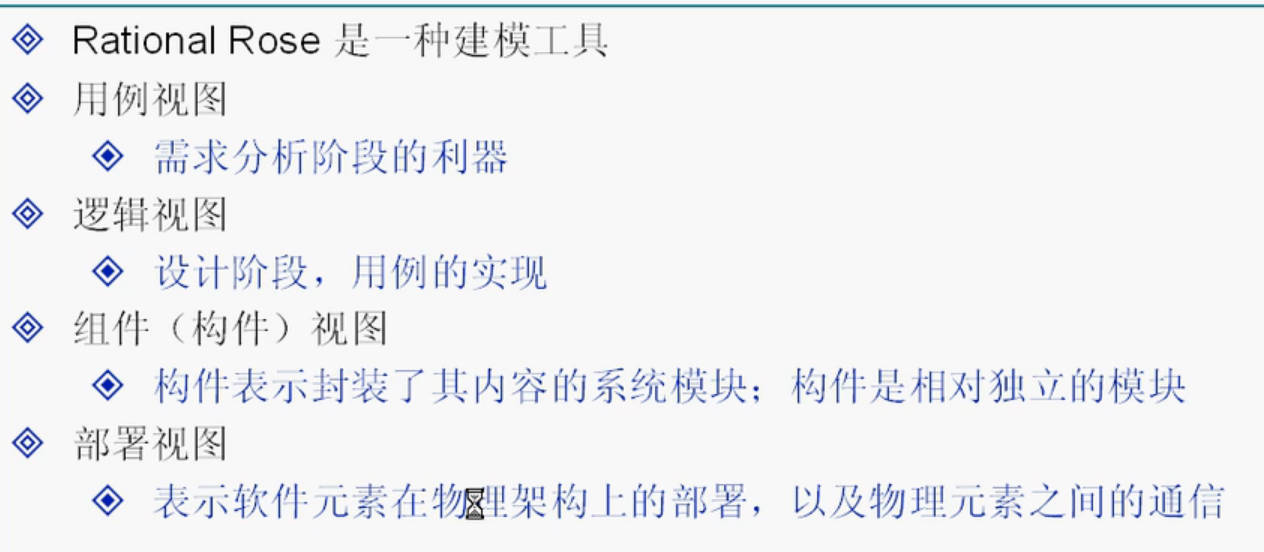 Rational Rose 是一种建模工具
用例视图
需求分析阶段的利器
逻辑视图
设计阶段，用例的实现
组件（构件）视图
构件表示封装了其内容的系统模块；构件是相对独立的模块
部署视图
表示软件元素在物理架构上的部署，以及物理元素之间的通信